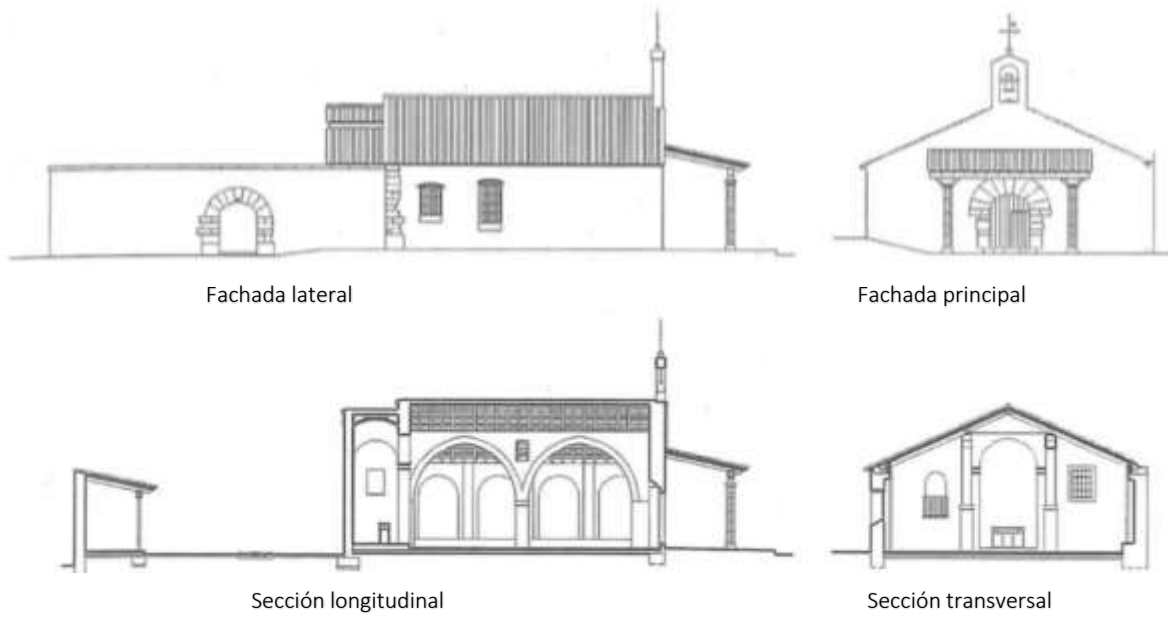 Fachada lateral
Fachada principal
Sección longitudinal
Sección transversal